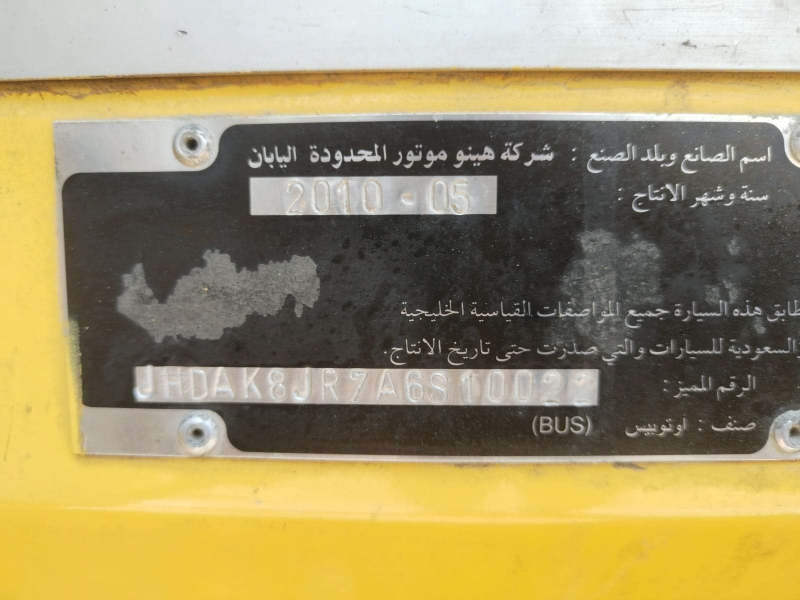 اسم الصانع وبلد الصنع : شركة هينو موتور المحدودة اليابان
سنة وشهر الانتاج : 2010 - 05
هذه السيارة جميع المواصفات القياسية الخليجية
السعودية للسيارات والتي صدرت حتى تاريخ الانتاج.
الرقم المميز : JHDAK8JR7A6S10022
صنف : اوتوبيس (BUS)